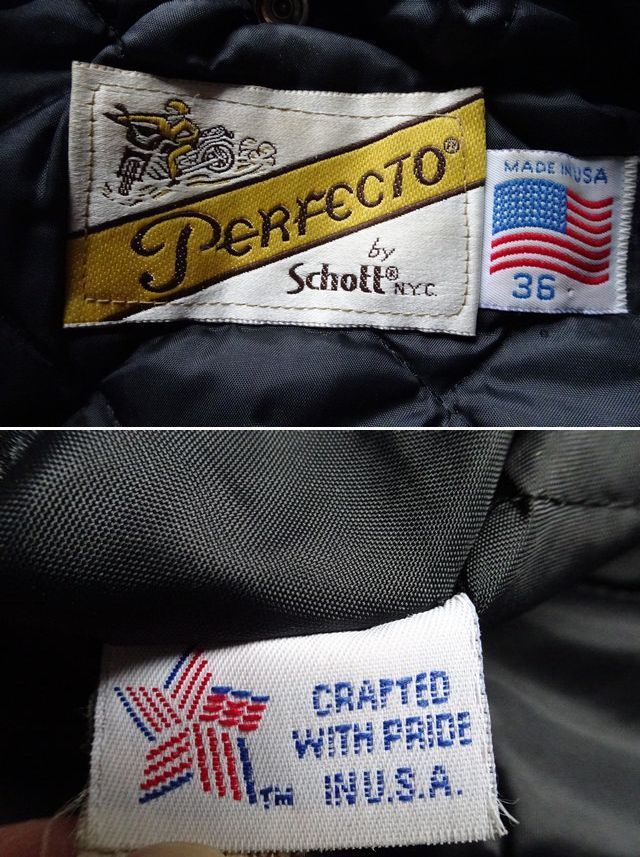 PERFECTO®
by
Schott® N.Y.C.
MADE IN USA
36
CRAFTED
WITH PRIDE
IN U.S.A.
TM